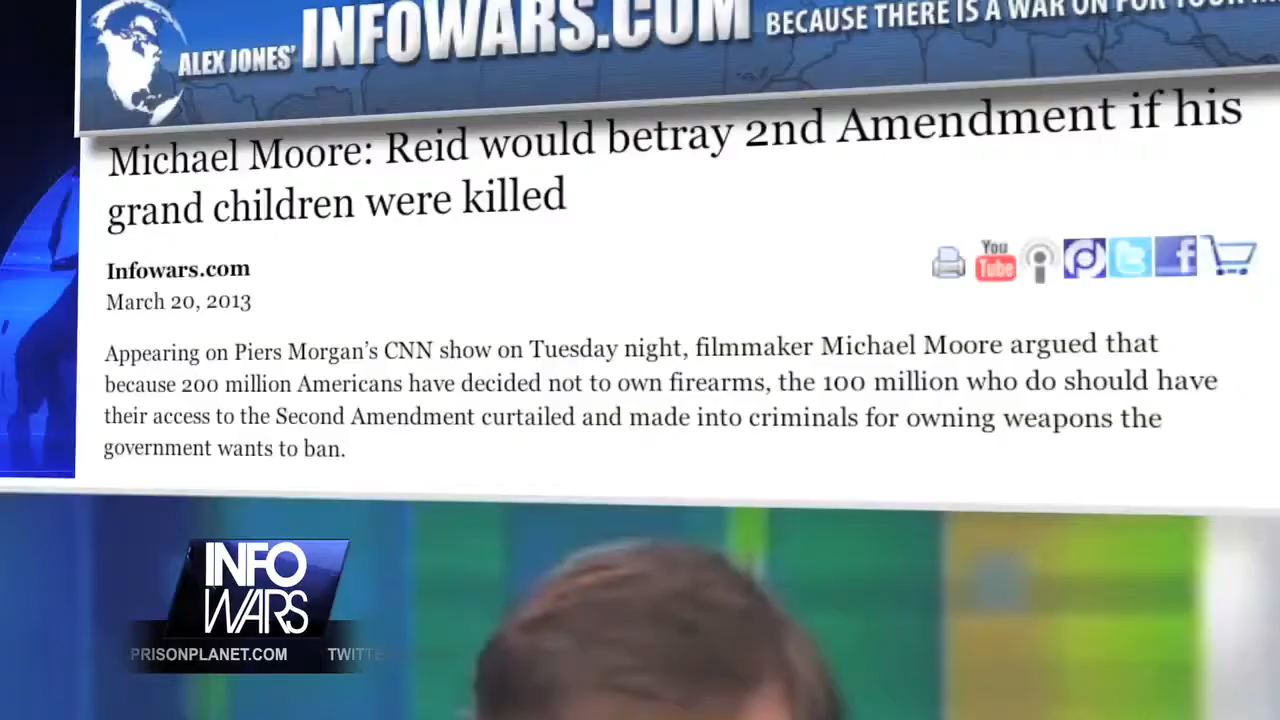 ALEX JONES' INFOWARS.COM BECAUSE THERE IS A WAR ON FOR YOUR
Michael Moore: Reid would betray 2nd Amendment if his
grand children were killed
Infowars.com
March 20, 2013
You
Tube
Appearing on Piers Morgan's CNN show on Tuesday night, filmmaker Michael Moore argued that
because 200 million Americans have decided not to own firearms, the 100 million who do should have
their access to the Second Amendment curtailed and made into criminals for owning weapons the
government wants to ban.
INFO
WARS
PRISONPLANET.COM TWITTE